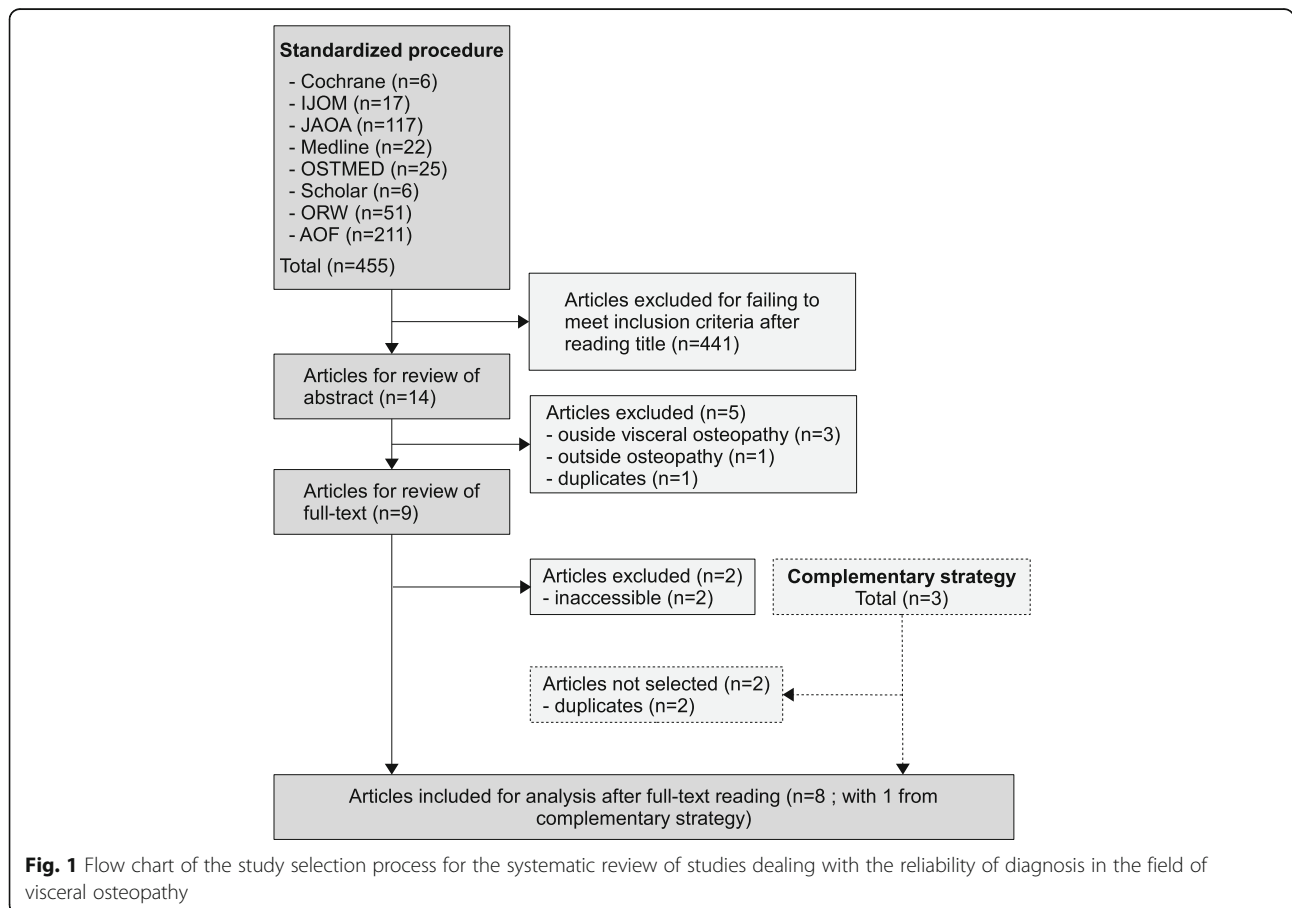 Standardized procedure
- Cochrane (n=6)
- IJOM (n=17)
- JAOA (n=117)
- Medline (n=22)
- OSTMED (n=25)
- Scholar (n=6)
- ORW (n=51)
- AOF (n=211)
Total (n=455)
Articles excluded for failing to
meet inclusion criteria after
reading title (n=441)
Articles for review of
abstract (n=14)
Articles excluded (n=5)
- ouside visceral osteopathy (n=3)
- outside osteopathy (n=1)
- duplicates (n=1)
Articles for review of
full-text (n=9)
Articles excluded (n=2)
- inaccessible (n=2)
Complementary strategy
Total (n=3)
Articles not selected (n=2)
- duplicates (n=2)
Articles included for analysis after full-text reading (n=8 ; with 1 from
complementary strategy)
Fig. 1 Flow chart of the study selection process for the systematic review of studies dealing with the reliability of diagnosis in the field of
visceral osteopathy